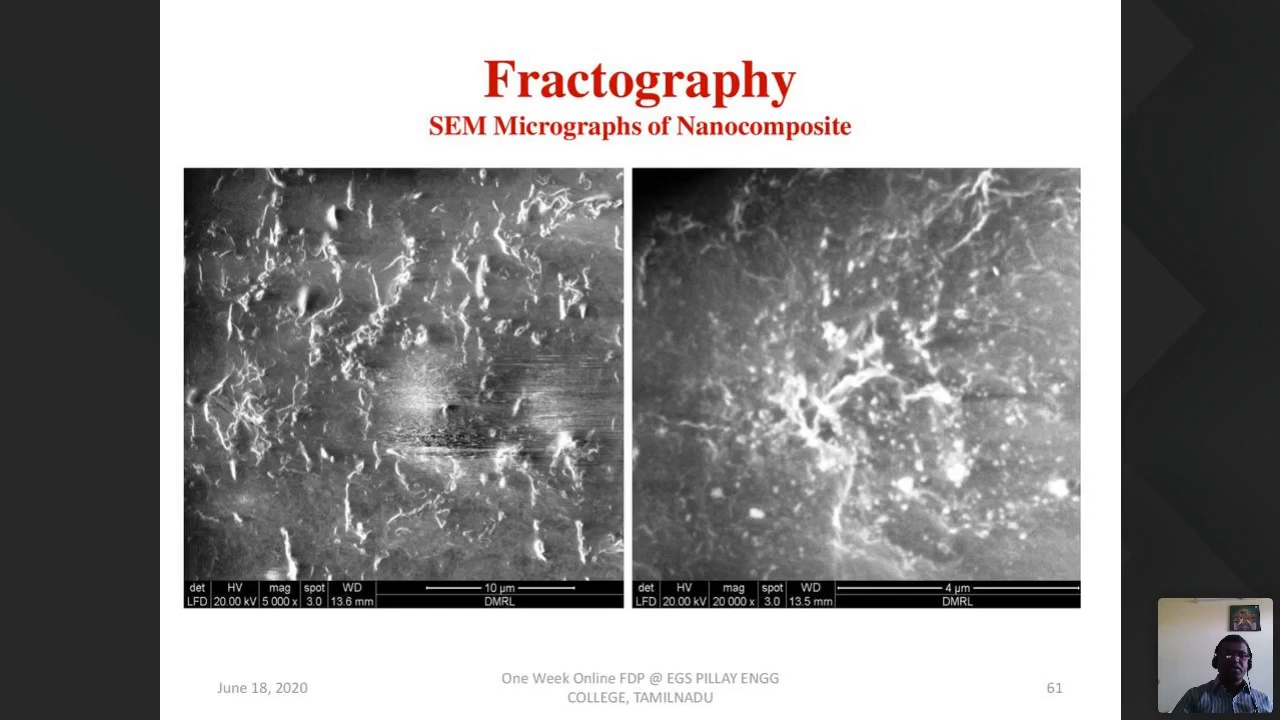 Fractography
SEM Micrographs of Nanocomposite
det HV mag spot WD 10 µm
LFD 20.00 kV 5 000 x 3.0 13.6 mm DMRL
det HV mag spot WD 4 µm
LFD 20.00 kV 20 000 x 3.0 13.5 mm DMRL
June 18, 2020
One Week Online FDP @ EGS PILLAY ENGG
COLLEGE, TAMILNADU
61